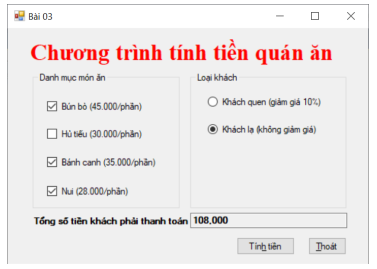 Bài 03
Chương trình tính tiền quán ăn
Danh mục món ăn
Bún bò (45.000/phần)
Hủ tiếu (30.000/phần)
Bánh canh (35.000/phần)
Nui (28.000/phần)
Loại khách
Khách quen (giảm giá 10%)
Khách lạ (không giảm giá)
Tổng số tiền khách phải thanh toán 108,000
Tính tiền Thoát